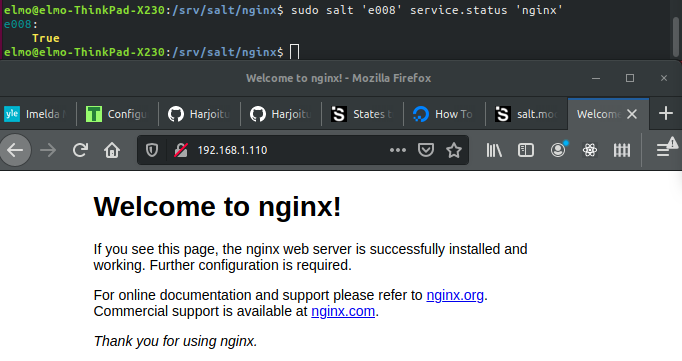 elmo@elmo-ThinkPad-X230:/srv/salt/nginx$ sudo salt 'e008' service.status 'nginx'
e008:
    True
elmo@elmo-ThinkPad-X230:/srv/salt/nginx$
Welcome to nginx! - Mozilla Firefox
yle Imelda Configu Harjoitu Harjoitu States How To salt.mod Welcome
192.168.1.110
Welcome to nginx!
If you see this page, the nginx web server is successfully installed and
working. Further configuration is required.
For online documentation and support please refer to nginx.org.
Commercial support is available at nginx.com.
Thank you for using nginx.